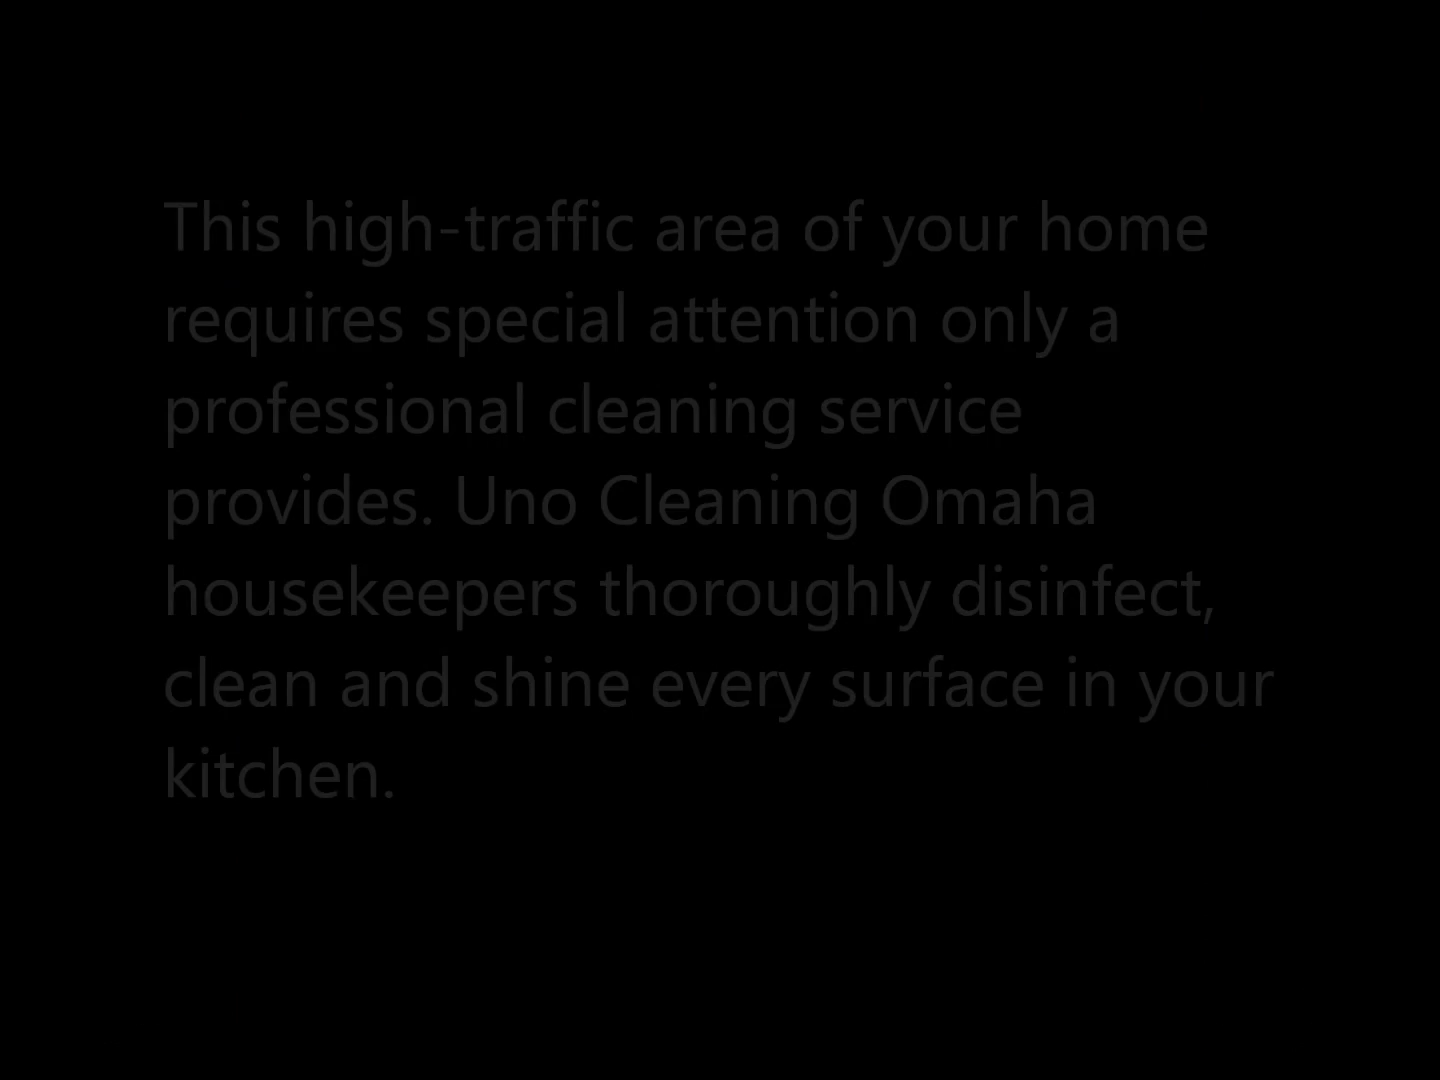 This high-traffic area of your home
requires special attention only a
professional cleaning service
provides. Uno Cleaning Omaha
housekeepers thoroughly disinfect,
clean and shine every surface in your
kitchen.